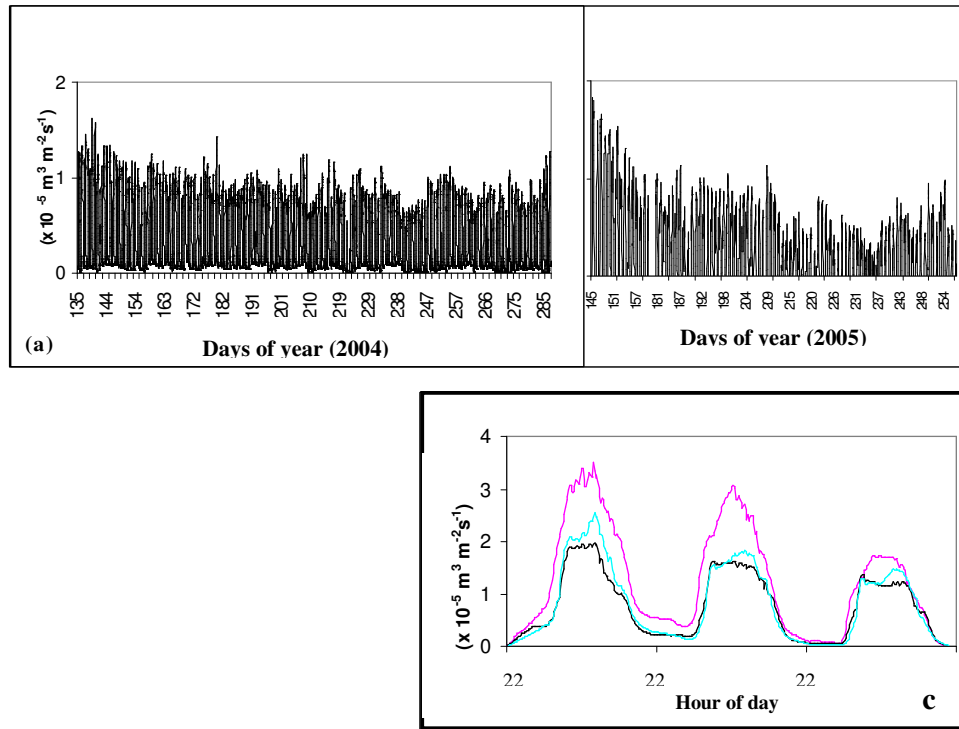 2
1
0
(x 10 -5 m3 m-2s-1)
135 144 154 163 172 182 191 201 210 219 229 238 247 257 266 275 285
(a)
Days of year (2004)
145 151 157 181 187 192 198 204 209 215 220 226 231 237 243 248 254
Days of year (2005)
4
3
2
1
0
(x 10 -5 m3 m-2s-1)
22 22 22
Hour of day
c